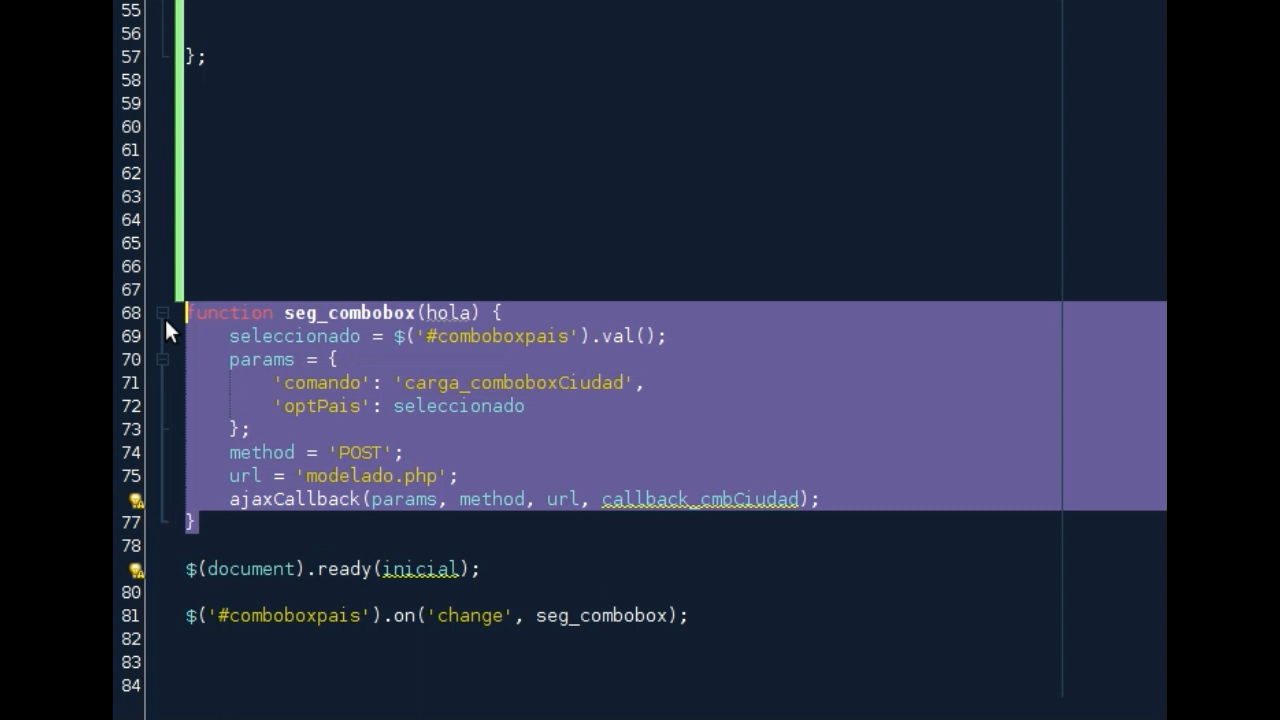 55
56
57 };
58
59
60
61
62
63
64
65
66
67
68 function seg_combobox(hola) {
69 seleccionado = $('#comboboxpais').val();
70 params = {
71 'comando': 'carga_comboboxCiudad',
72 'optPais': seleccionado
73 };
74 method = 'POST';
75 url = 'modelado.php';
ajaxCallback(params, method, url, callback_cmbCiudad);
77 }
78
$(document).ready(inicial);
80
81 $('#comboboxpais').on('change', seg_combobox);
82
83
84